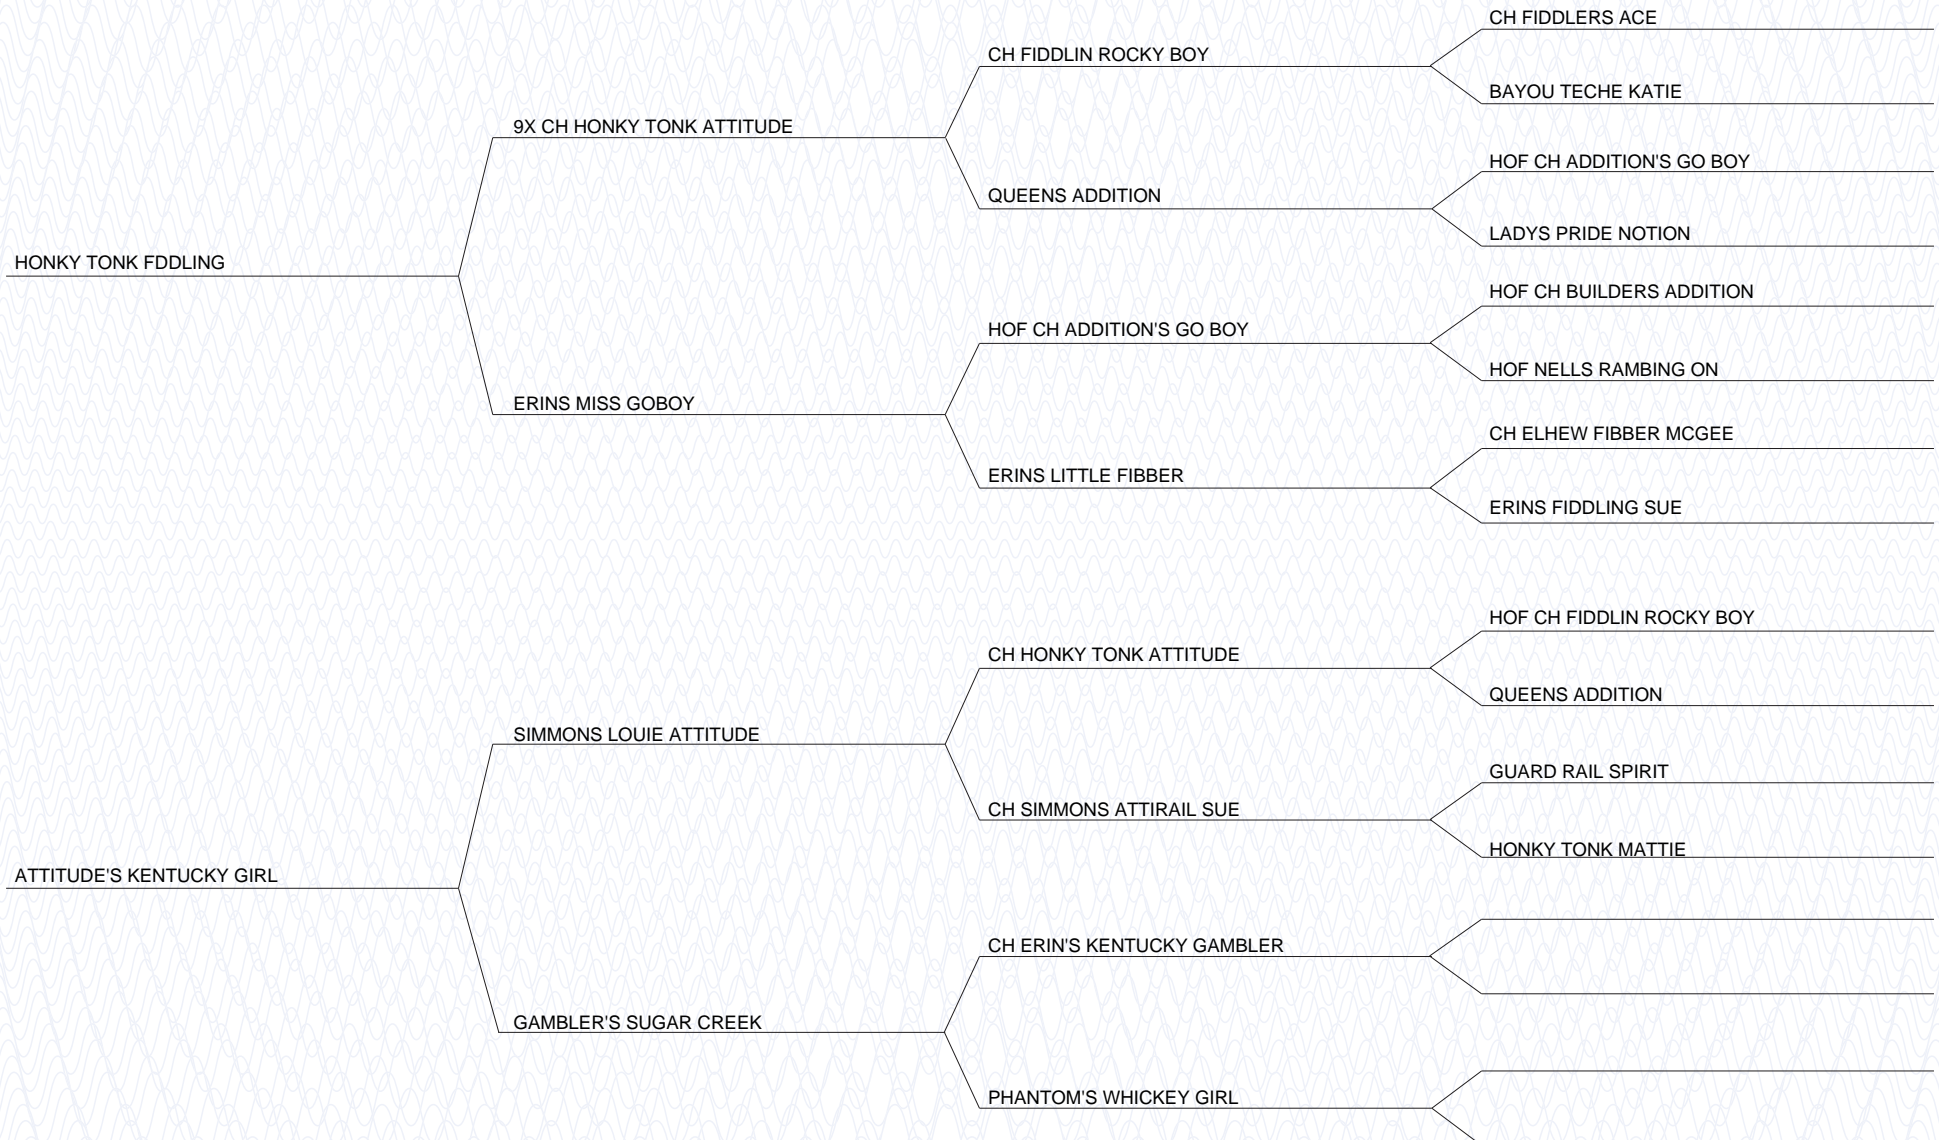 CH FIDDLERS ACE
CH FIDDLIN ROCKY BOY
BAYOU TECHE KATIE
9X CH HONKY TONK ATTITUDE
HOF CH ADDITION'S GO BOY
QUEENS ADDITION
LADYS PRIDE NOTION
HONKY TONK FDDLING
HOF CH BUILDERS ADDITION
HOF CH ADDITION'S GO BOY
HOF NELLS RAMBING ON
ERINS MISS GOBOY
CH ELHEW FIBBER MCGEE
ERINS LITTLE FIBBER
ERINS FIDDLING SUE
HOF CH FIDDLIN ROCKY BOY
CH HONKY TONK ATTITUDE
QUEENS ADDITION
SIMMONS LOUIE ATTITUDE
GUARD RAIL SPIRIT
CH SIMMONS ATTIRAIL SUE
HONKY TONK MATTIE
ATTITUDE'S KENTUCKY GIRL
CH ERIN'S KENTUCKY GAMBLER
GAMBLER'S SUGAR CREEK
PHANTOM'S WHICKEY GIRL